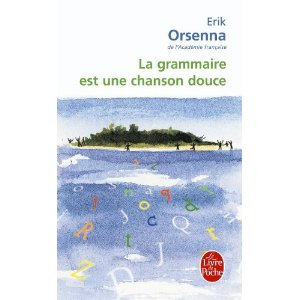 Erik
Orsenna
de l'Académie française
La grammaire
est une chanson douce
Le Livre
de Poche